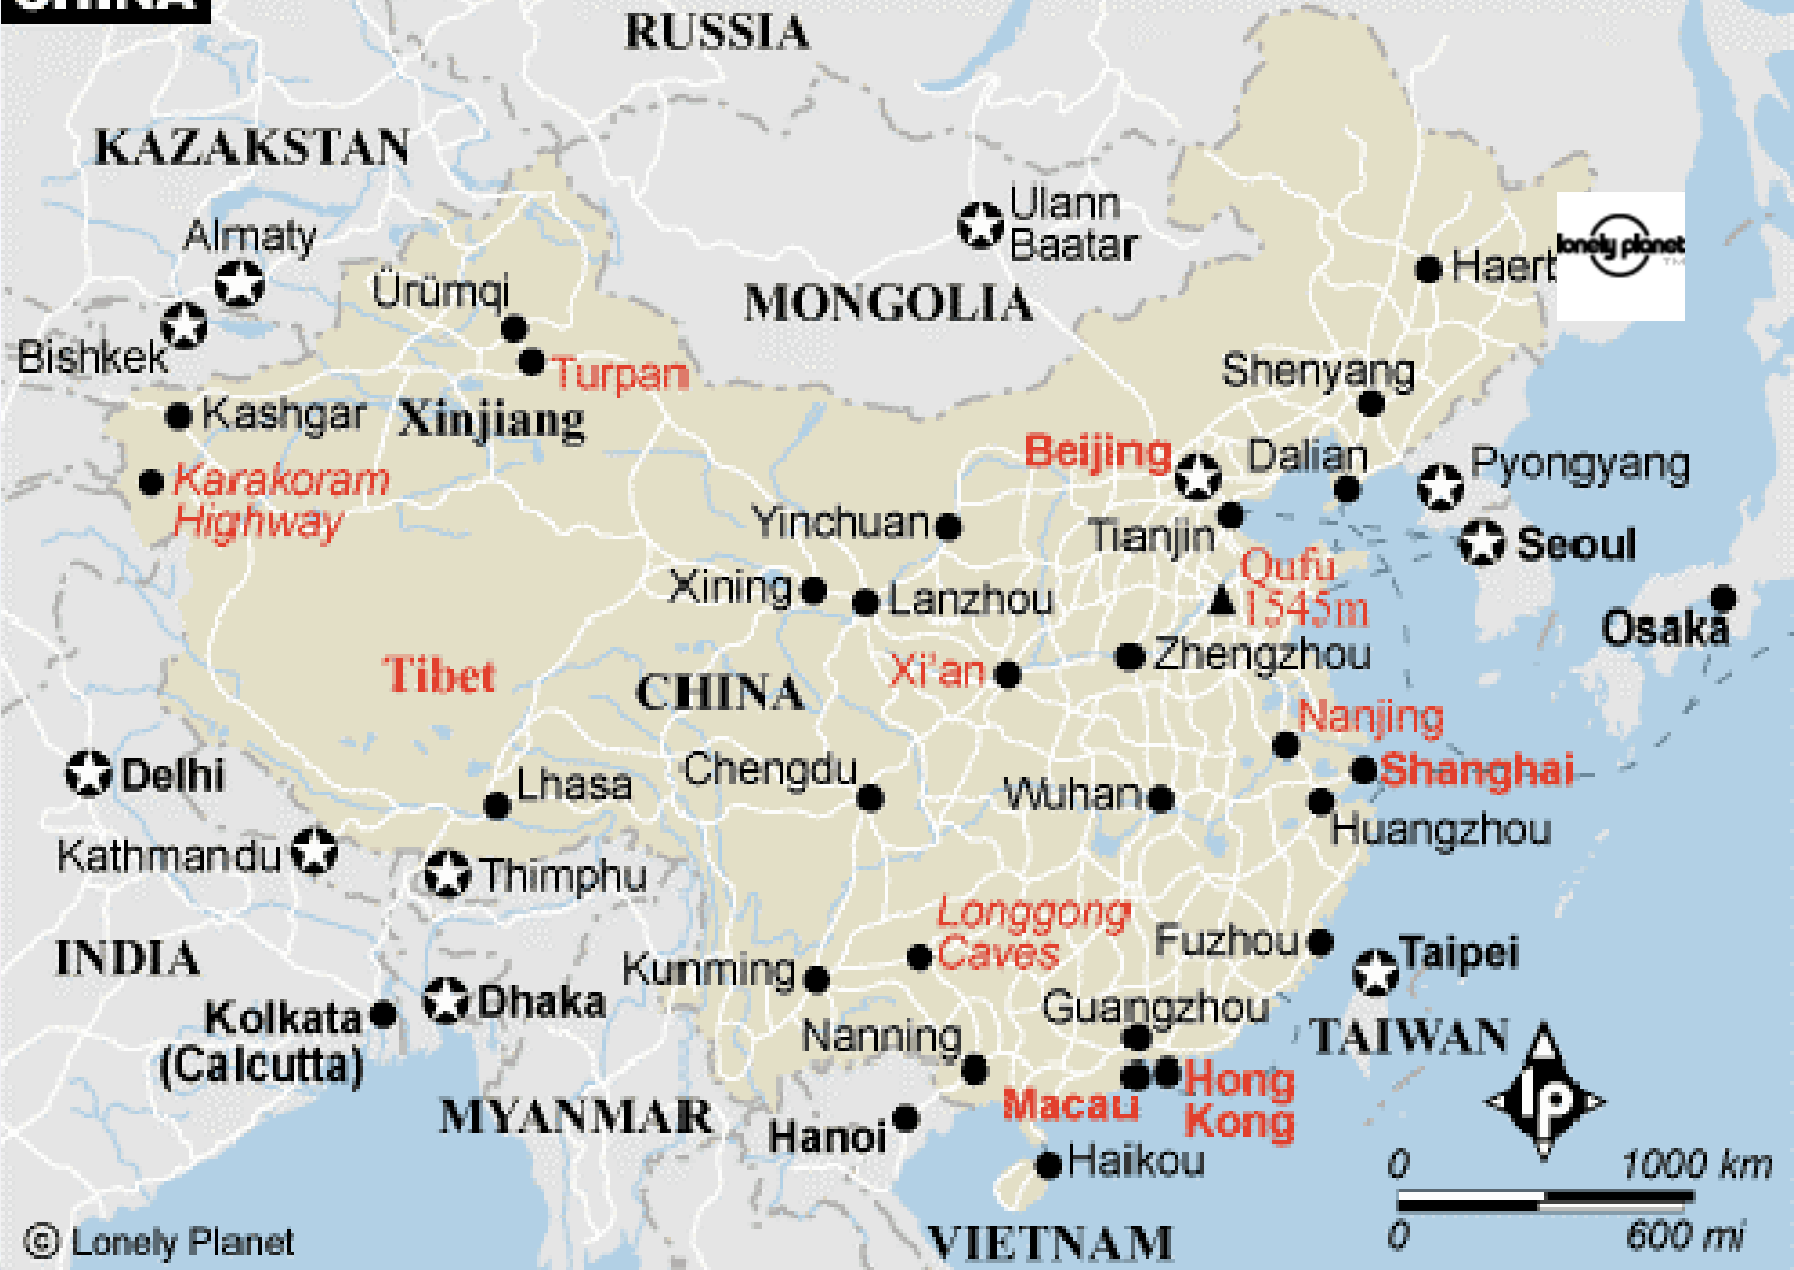 CHINA
RUSSIA
KAZAKSTAN
Almaty
Ulann
Baatar
lonely planet
TM
Haert
Ürümqi
MONGOLIA
Bishkek
Turpan
Shenyang
Kashgar
Xinjiang
Beijing
Dalian
Pyongyang
Karakoram
Highway
Yinchuan
Tianjin
Seoul
Qufu
1545m
Xining
Lanzhou
Osaka
Zhengzhou
Tibet
Xi'an
CHINA
Nanjing
Delhi
Lhasa
Chengdu
Wuhan
Shanghai
Huangzhou
Kathmandu
Thimphu
Longgong
Caves
Fuzhou
Taipei
INDIA
Kunming
Dhaka
Kolkata
(Calcutta)
Guangzhou
Nanning
TAIWAN
lp
Macau
Hong
Kong
MYANMAR
Hanoi
Haikou
0 1000 km
0 600 mi
© Lonely Planet
VIETNAM